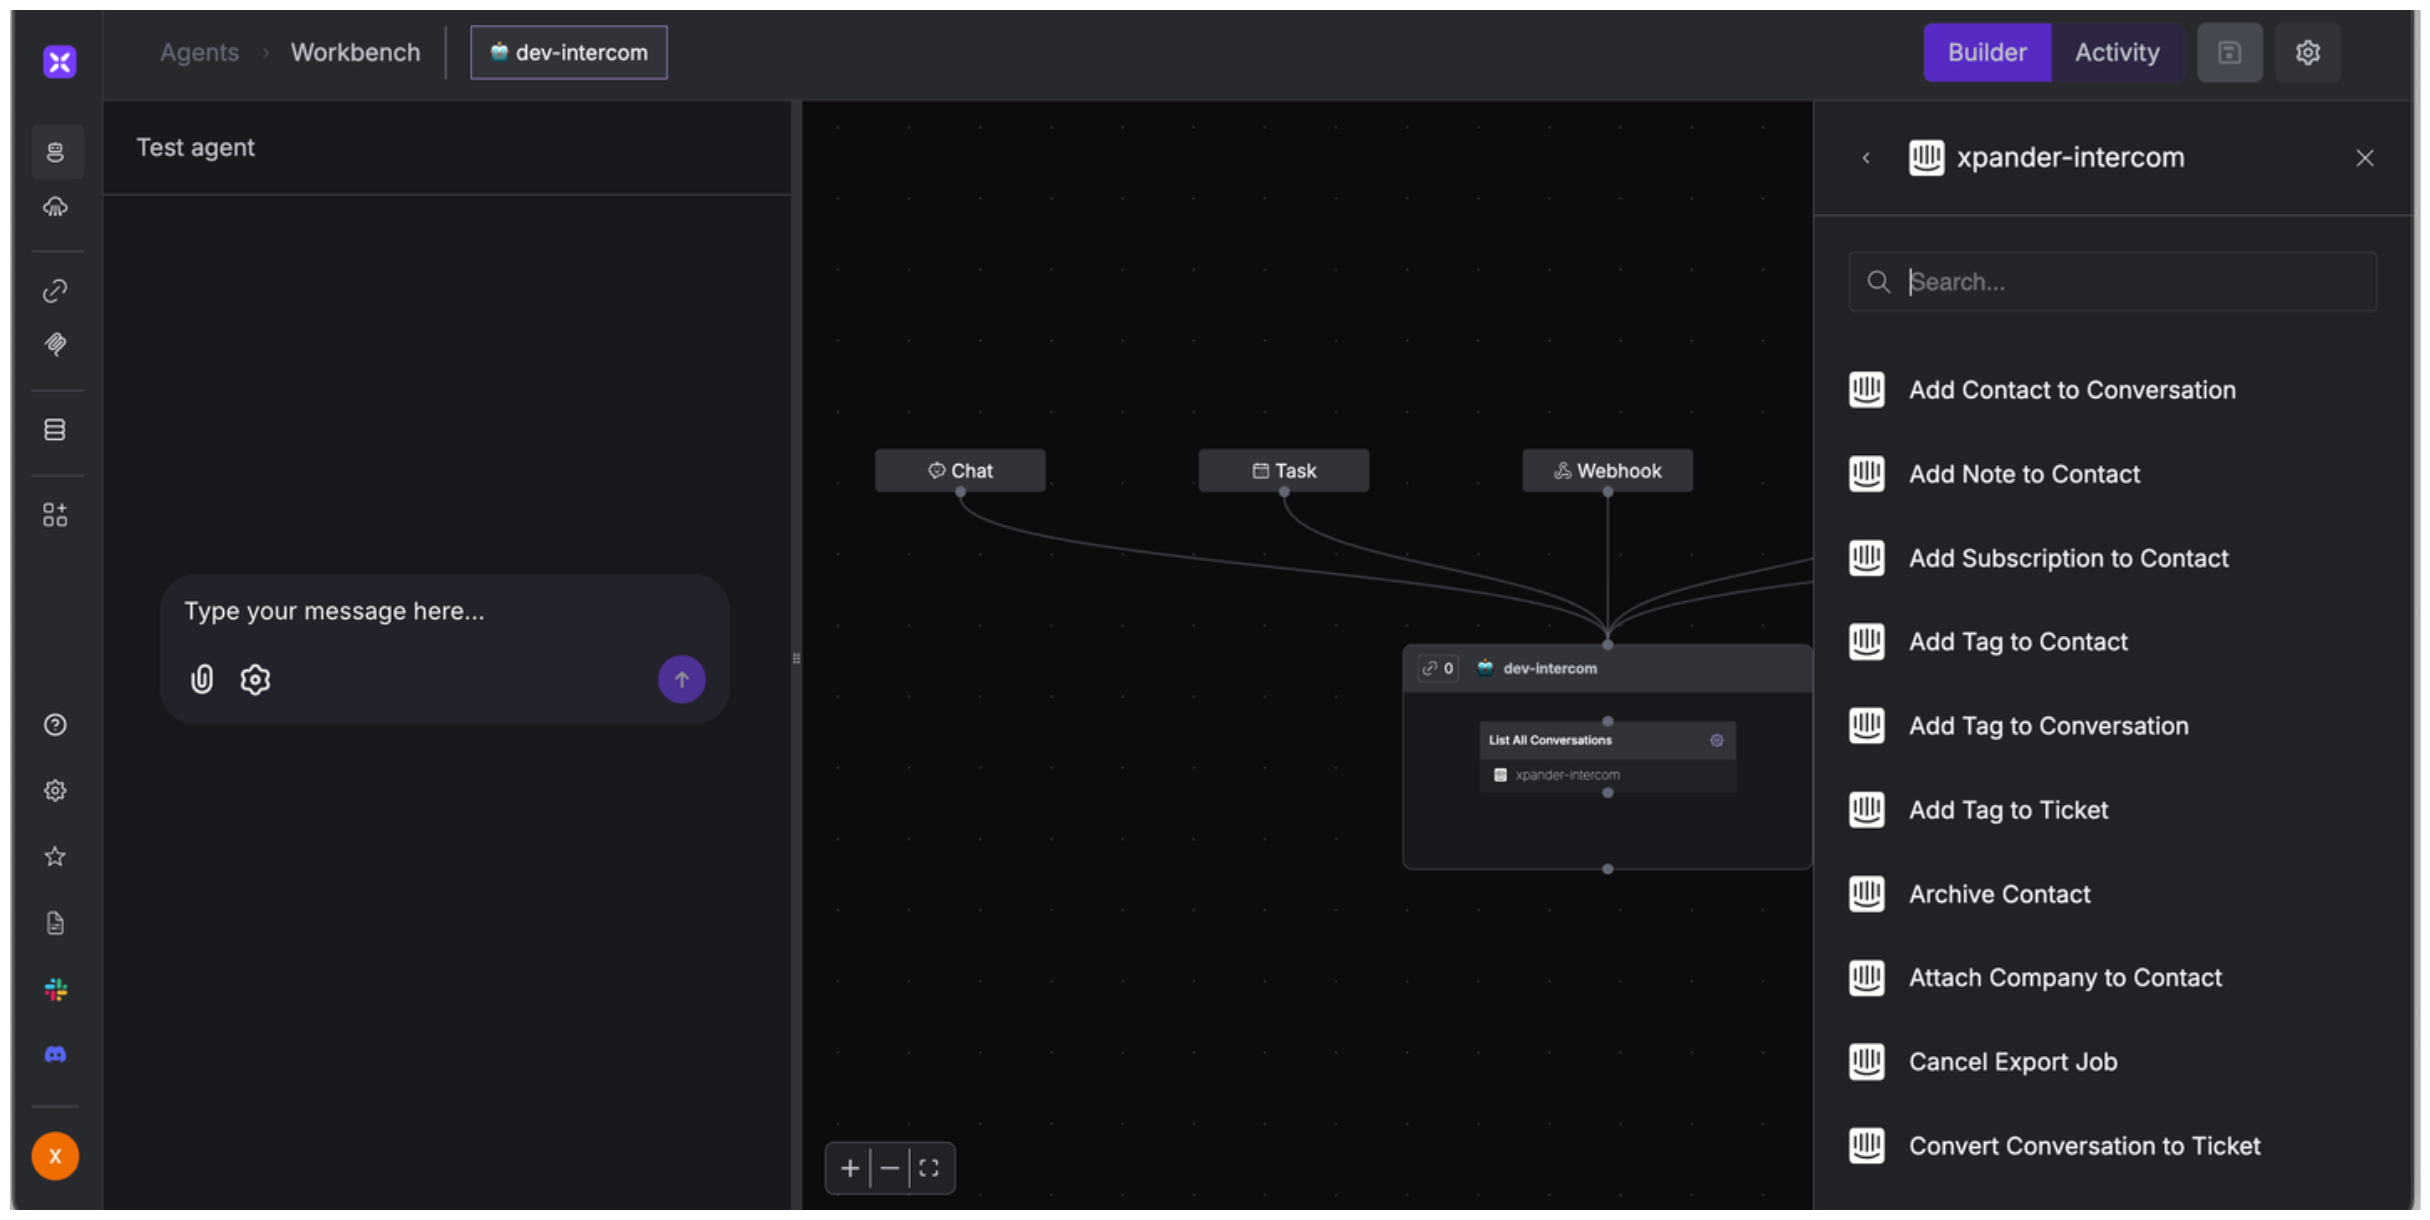 Agents › Workbench
dev-intercom
Builder
Activity
Test agent
Type your message here...
Chat
Task
Webhook
0
dev-intercom
List All Conversations
xpander-intercom
xpander-intercom
Search...
Add Contact to Conversation
Add Note to Contact
Add Subscription to Contact
Add Tag to Contact
Add Tag to Conversation
Add Tag to Ticket
Archive Contact
Attach Company to Contact
Cancel Export Job
Convert Conversation to Ticket
X